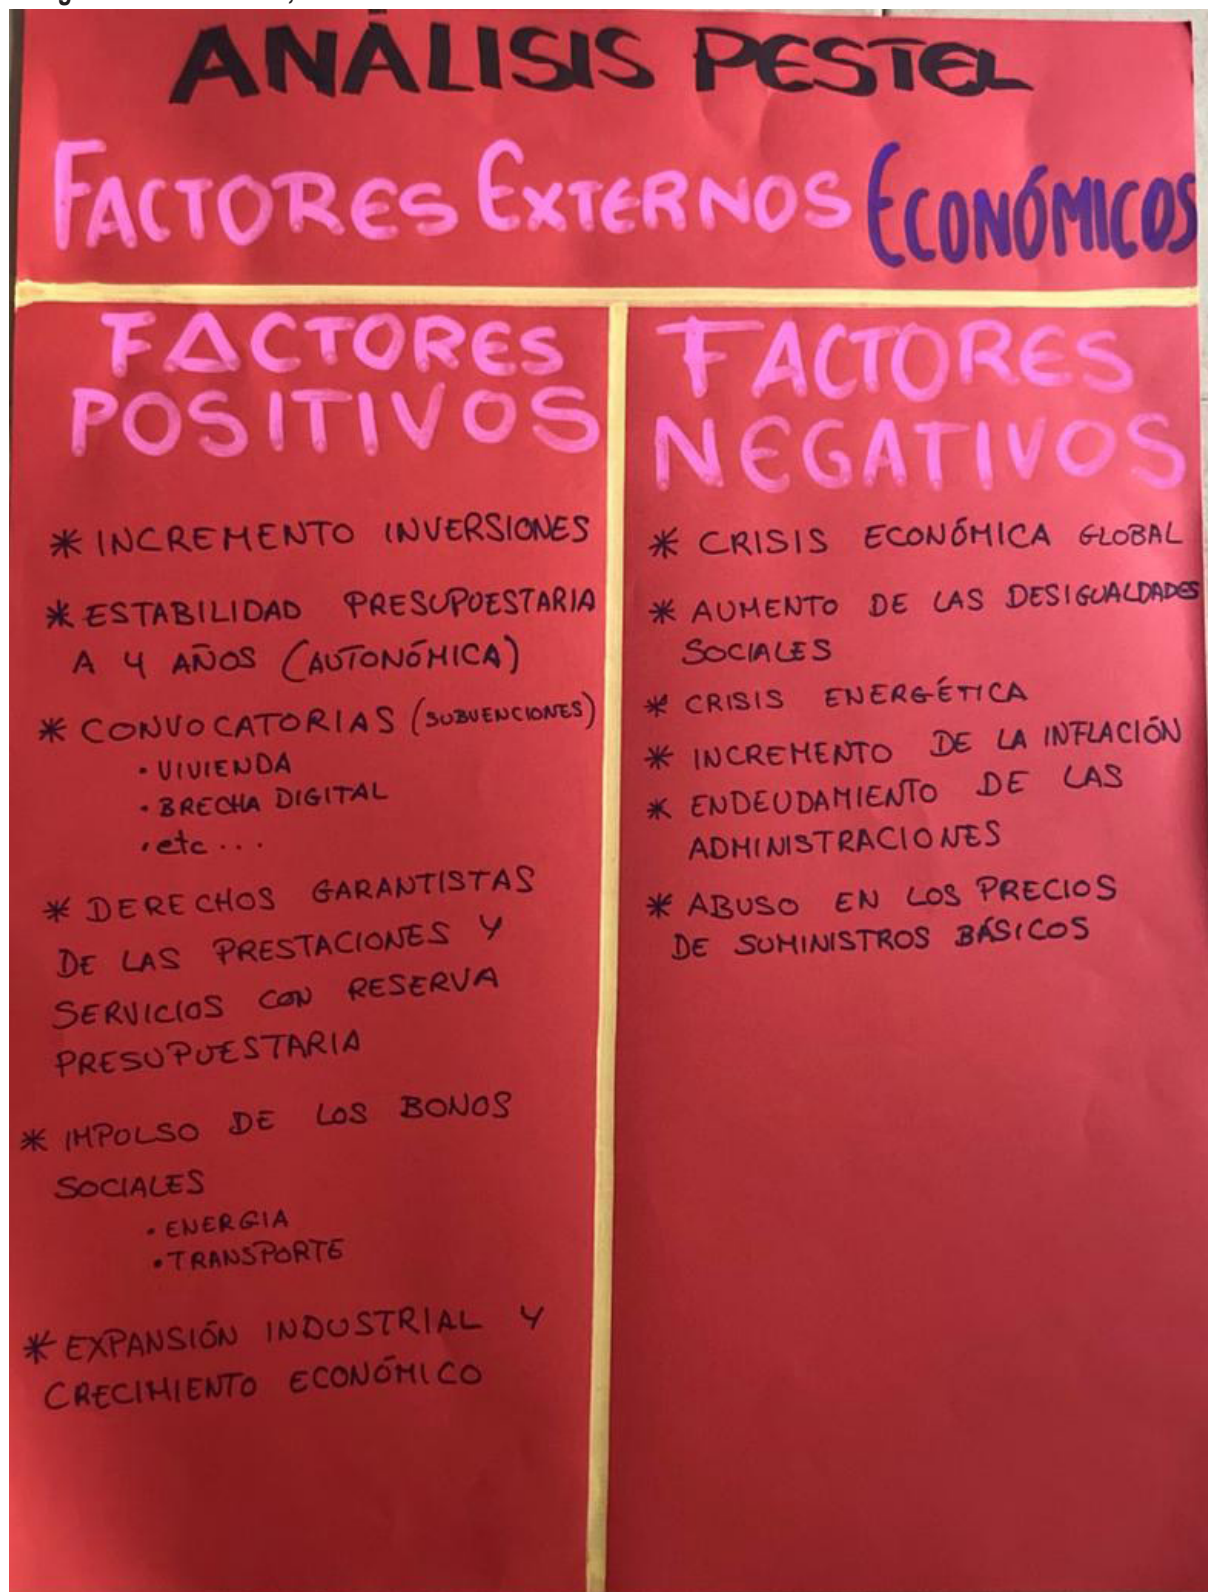 ANÁLISIS PESTEL
FACTORES EXTERNOS ECONÓMICOS
FACTORES
POSITIVOS
* INCREMENTO INVERSIONES
* ESTABILIDAD PRESUPUESTARIA
A 4 AÑOS (AUTONÓMICA)
* CONVOCATORIAS (SUBVENCIONES)
· VIVIENDA
· BRECHA DIGITAL
· etc...
* DERECHOS GARANTISTAS
DE LAS PRESTACIONES Y
SERVICIOS CON RESERVA
PRESUPUESTARIA
* IMPULSO DE LOS BONOS
SOCIALES
· ENERGIA
· TRANSPORTE
* EXPANSIÓN INDUSTRIAL Y
CRECIMIENTO ECONÓMICO
FACTORES
NEGATIVOS
* CRISIS ECONÓMICA GLOBAL
* AUMENTO DE LAS DESIGUALDADES
SOCIALES
* CRISIS ENERGÉTICA
* INCREMENTO DE LA INFLACIÓN
* ENDEUDAMIENTO DE LAS
ADMINISTRACIONES
* ABUSO EN LOS PRECIOS
DE SUMINISTROS BÁSICOS